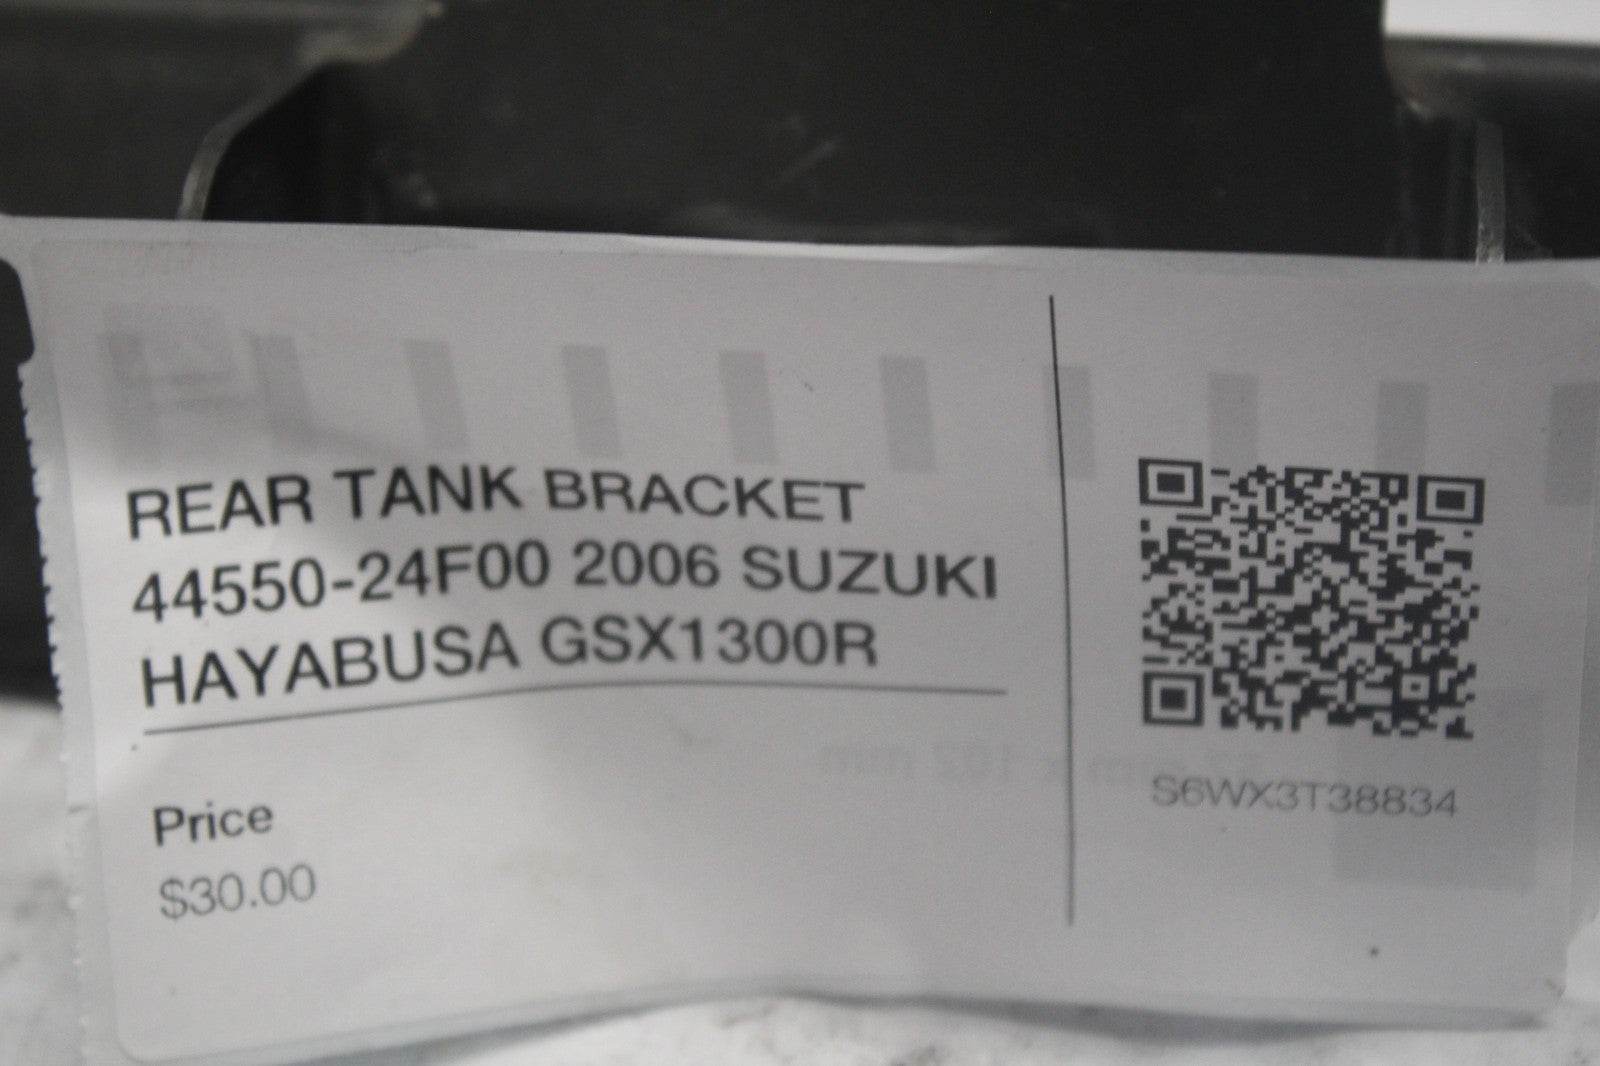 REAR TANK BRACKET
44550-24F00 2006 SUZUKI
HAYABUSA GSX1300R
Price
$30.00
S6WX3T38834